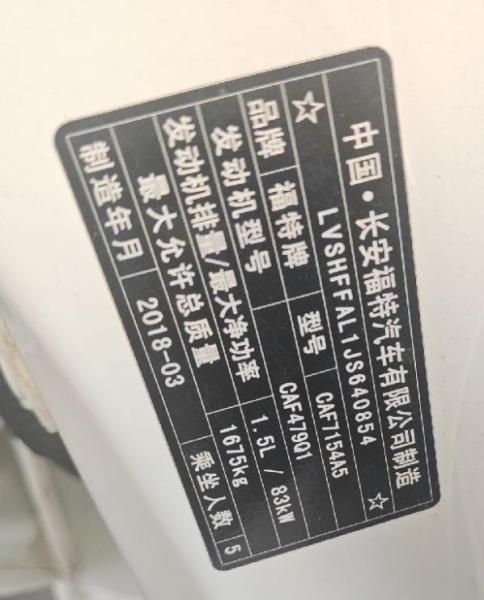 中国·长安福特汽车有限公司制造
☆LVSHFFAL1JS640854☆
品牌 福特牌 型号 CAF7154A5
发动机型号 CAF479Q1
发动机排量/最大净功率 1.5L / 83kW
最大允许总质量 1675kg
制造年月 2018-03 乘坐人数 5